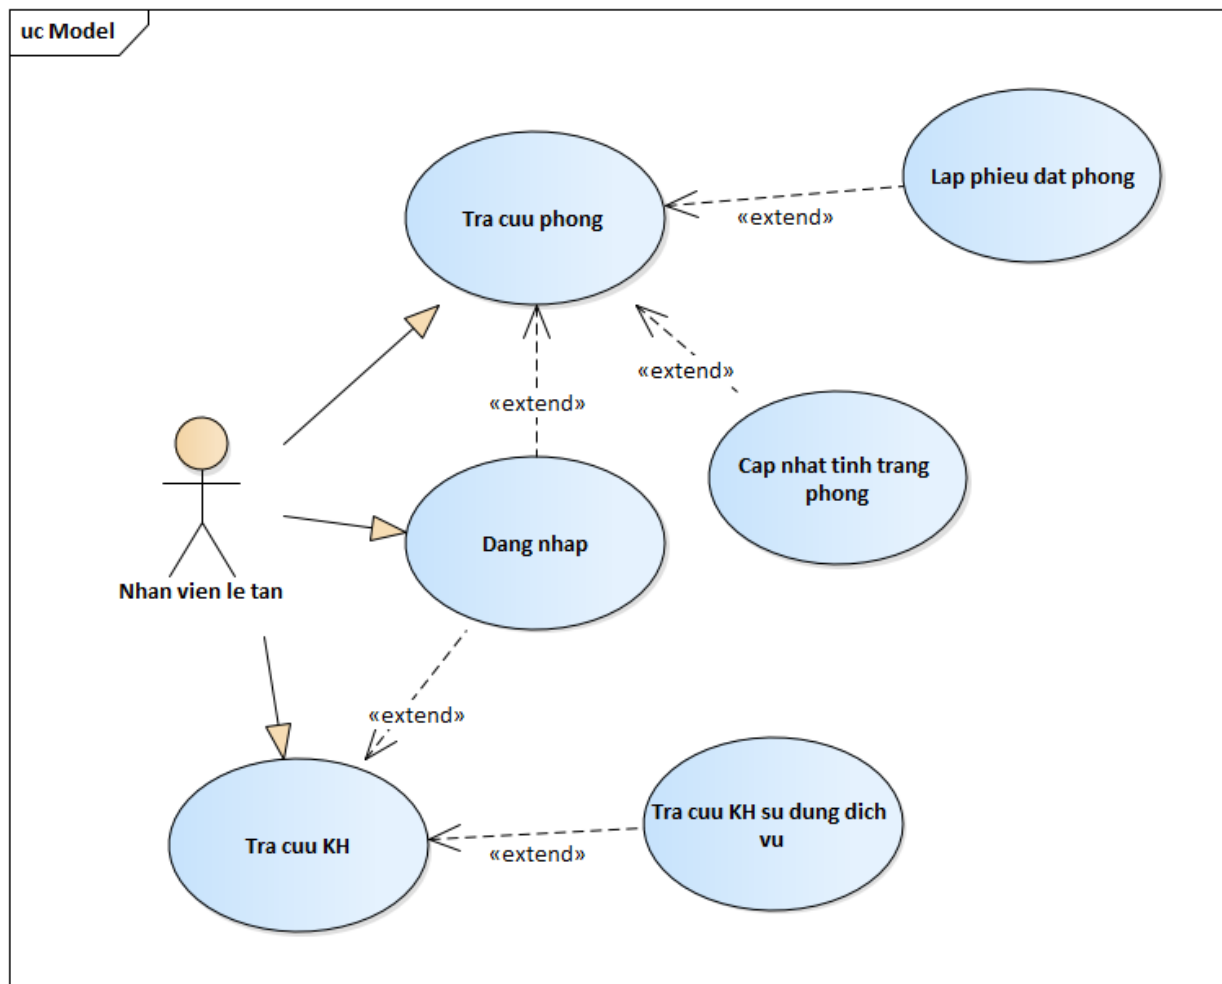 uc Model
Lap phieu dat phong
Tra cuu phong
«extend»
«extend»
«extend»
Cap nhat tinh trang
phong
Dang nhap
Nhan vien le tan
«extend»
Tra cuu KH su dung dich
vu
Tra cuu KH
«extend»